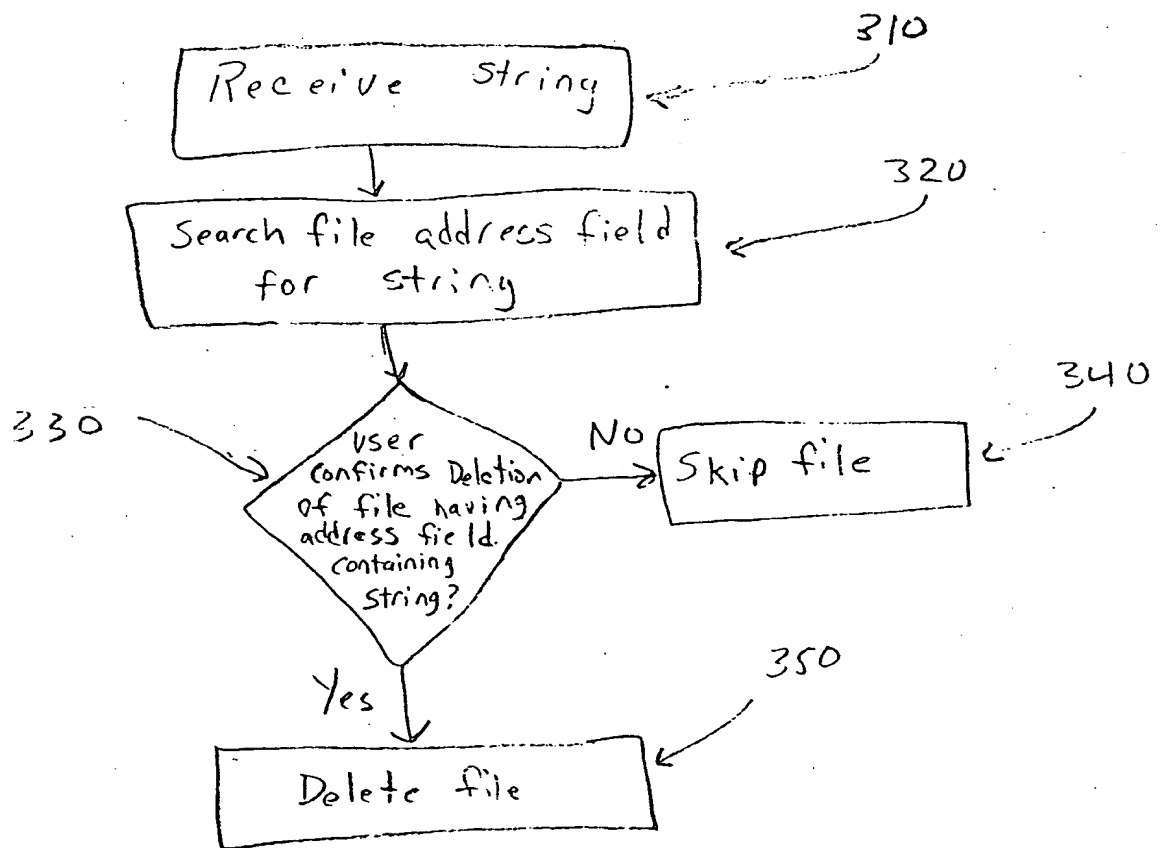 310
Receive string
320
Search file address field
for string
330
user
confirms Deletion
of file having
address field.
containing
string?
No
340
Skip file
Yes
350
Delete file